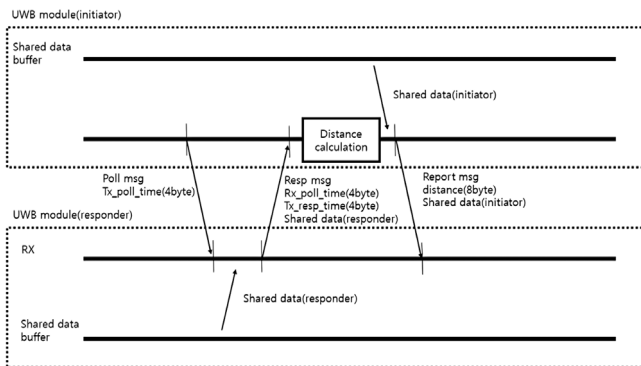 UWB module(initiator)
Shared data
buffer
Shared data(initiator)
Distance
calculation
Poll msg
Tx_poll_time(4byte)
Resp msg
Rx_poll_time(4byte)
Tx_resp_time(4byte)
Shared data(responder)
Report msg
distance(8byte)
Shared data(initiator)
UWB module(responder)
RX
Shared data(responder)
Shared data
buffer